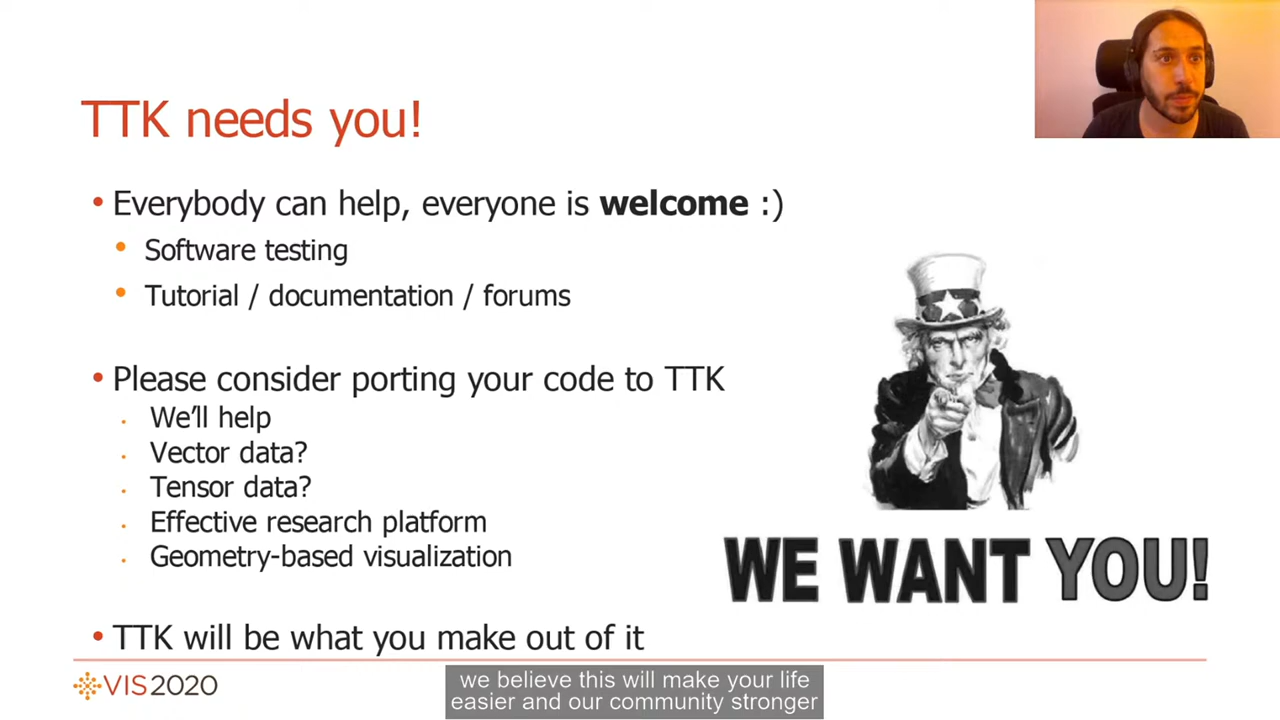 TTK needs you!
• Everybody can help, everyone is welcome :)
• Software testing
• Tutorial / documentation / forums
• Please consider porting your code to TTK
• We’ll help
• Vector data?
• Tensor data?
• Effective research platform
• Geometry-based visualization
WE WANT YOU!
• TTK will be what you make out of it
VIS2020
we believe this will make your life
easier and our community stronger